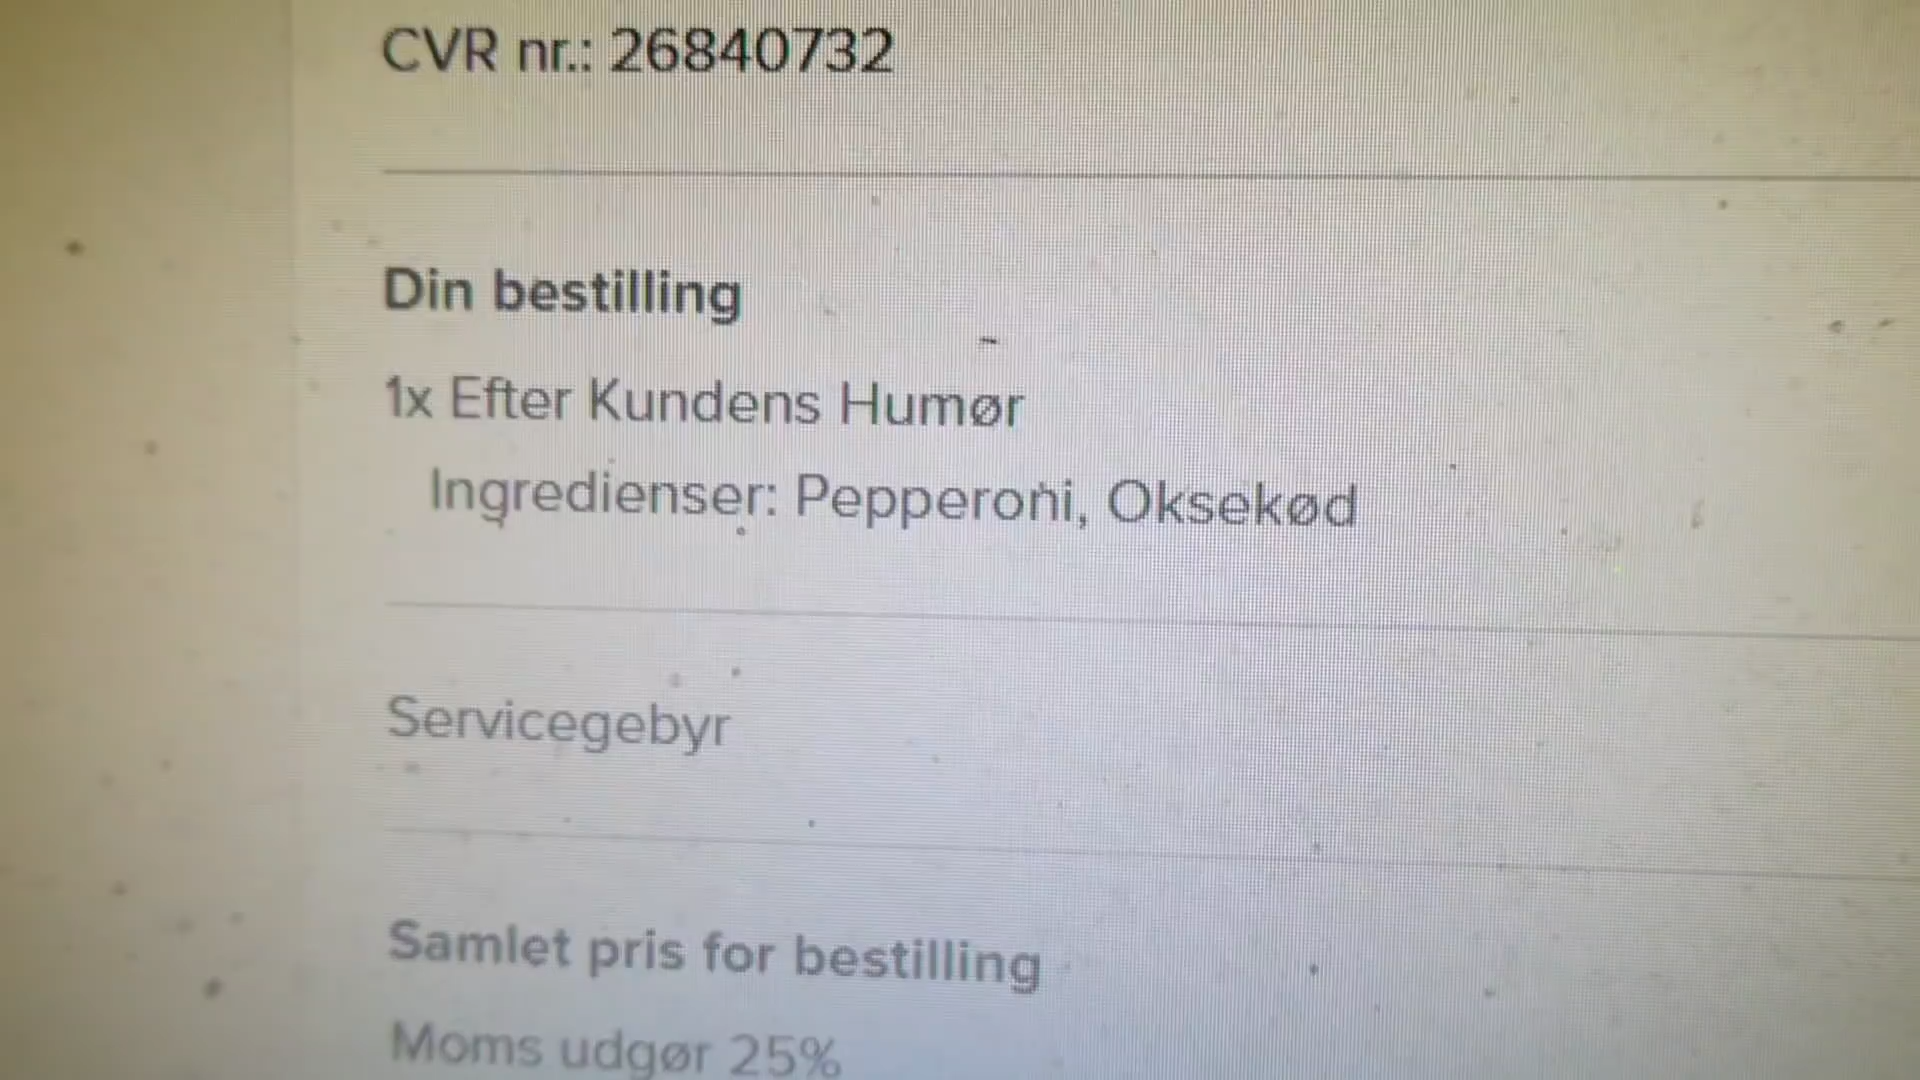 CVR nr.: 26840732
Din bestilling
1x Efter Kundens Humør
Ingredienser: Pepperoni, Oksekød
Servicegebyr
Samlet pris for bestilling
Moms udgør 25%